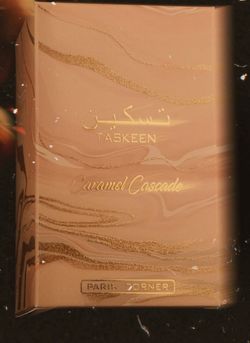 تسكين
TASKEEN
Caramel Cascade
PARIS CORNER